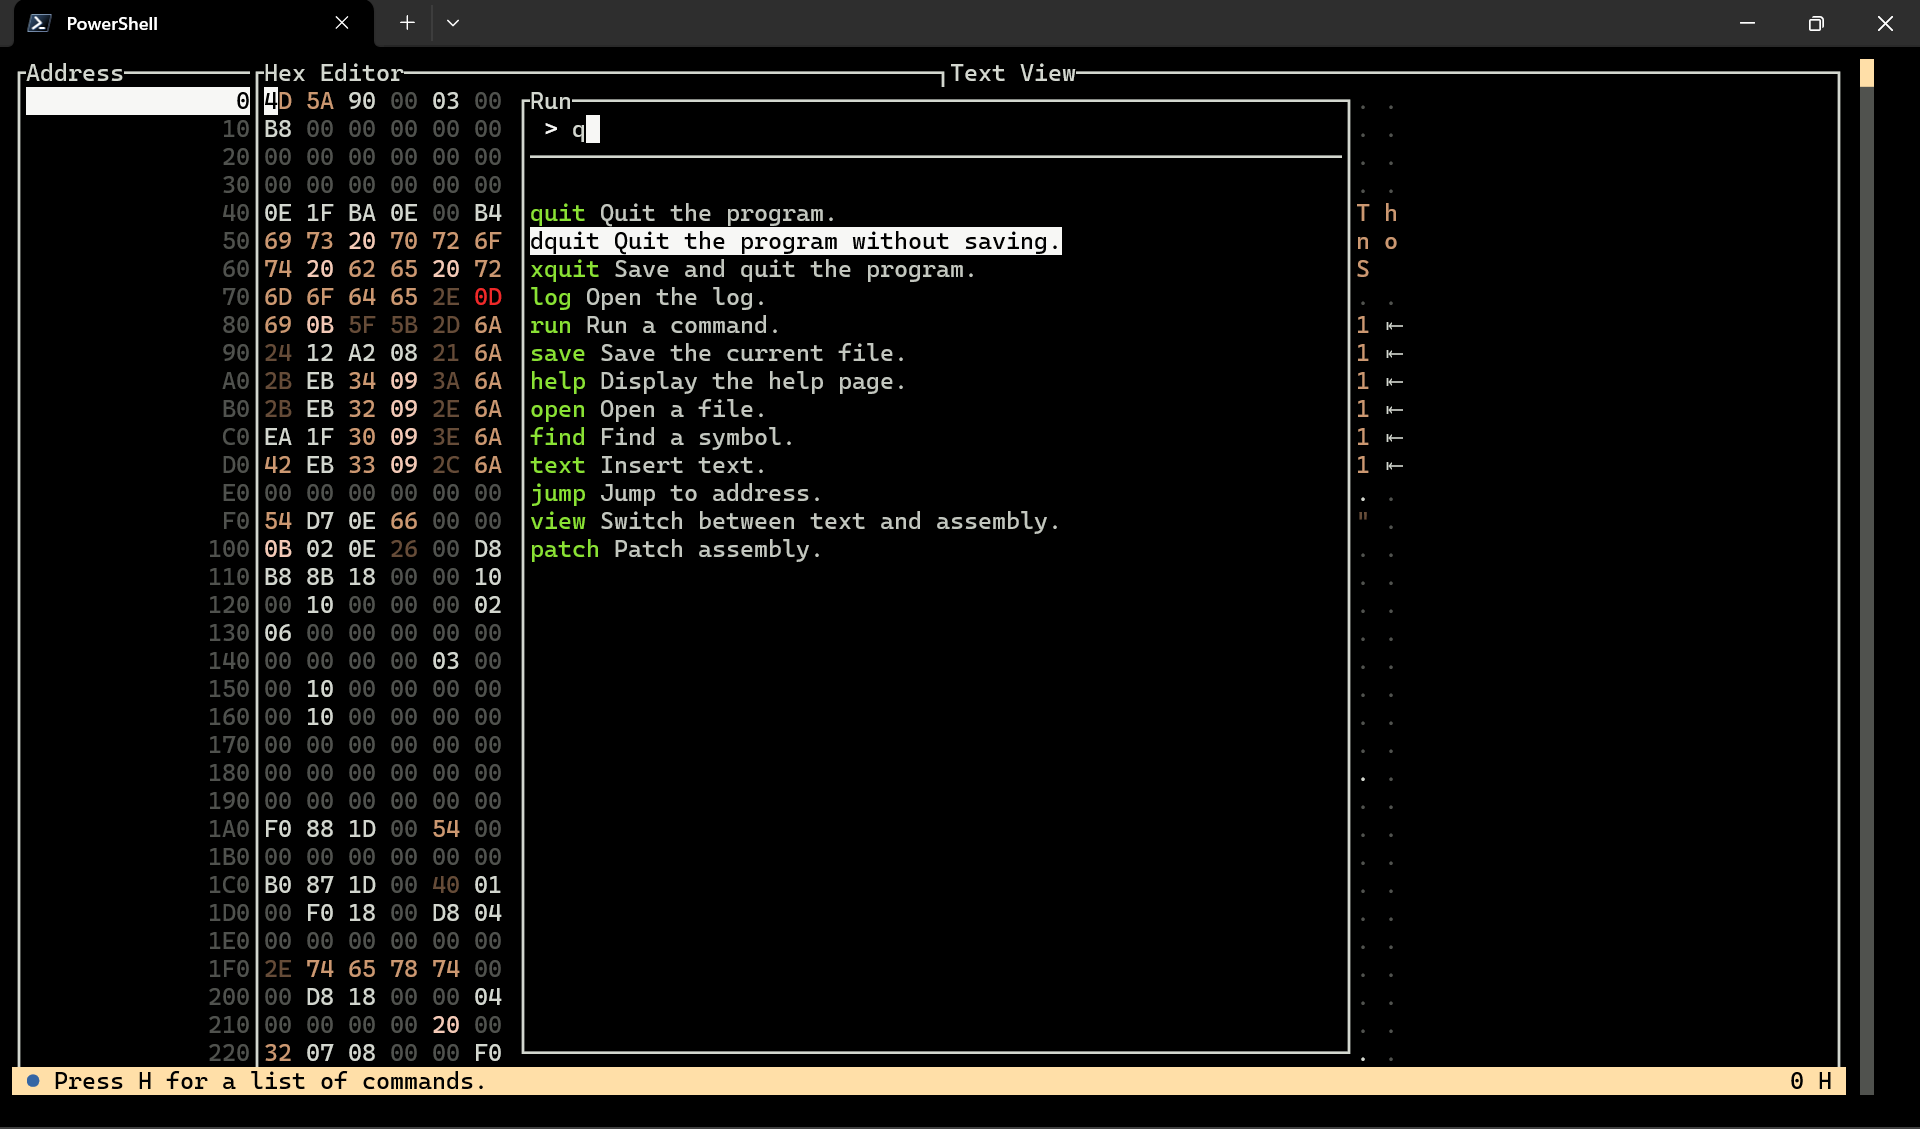 PowerShell
Address Hex Editor Text View
0 4D 5A 90 00 03 00 Run . .
10 B8 00 00 00 00 00 > q . .
20 00 00 00 00 00 00 . .
30 00 00 00 00 00 00 . .
40 0E 1F BA 0E 00 B4 quit Quit the program. T h
50 69 73 20 70 72 6F dquit Quit the program without saving. n o
60 74 20 62 65 20 72 xquit Save and quit the program. S
70 6D 6F 64 65 2E 0D log Open the log. . .
80 69 0B 5F 5B 2D 6A run Run a command. 1 ⇤
90 24 12 A2 08 21 6A save Save the current file. 1 ⇤
A0 2B EB 34 09 3A 6A help Display the help page. 1 ⇤
B0 2B EB 32 09 2E 6A open Open a file. 1 ⇤
C0 EA 1F 30 09 3E 6A find Find a symbol. 1 ⇤
D0 42 EB 33 09 2C 6A text Insert text. 1 ⇤
E0 00 00 00 00 00 00 jump Jump to address. . .
F0 54 D7 0E 66 00 00 view Switch between text and assembly. " .
100 0B 02 0E 26 00 D8 patch Patch assembly. . .
110 B8 8B 18 00 00 10 . .
120 00 10 00 00 00 02 . .
130 06 00 00 00 00 00 . .
140 00 00 00 00 03 00 . .
150 00 10 00 00 00 00 . .
160 00 10 00 00 00 00 . .
170 00 00 00 00 00 00 . .
180 00 00 00 00 00 00 . .
190 00 00 00 00 00 00 . .
1A0 F0 88 1D 00 54 00 . .
1B0 00 00 00 00 00 00 . .
1C0 B0 87 1D 00 40 01 . .
1D0 00 F0 18 00 D8 04 . .
1E0 00 00 00 00 00 00 . .
1F0 2E 74 65 78 74 00 . .
200 00 D8 18 00 00 04 . .
210 00 00 00 00 20 00 . .
220 32 07 08 00 00 F0 . .
● Press H for a list of commands. 0 H